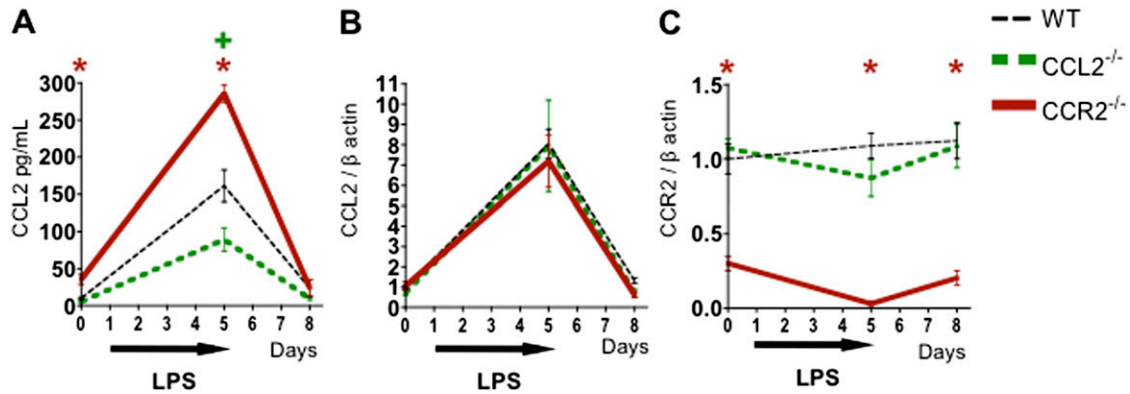 A
B
C
WT
CCL2-/-
CCR2-/-
+
*
*
*
*
*
CCL2 pg/mL
300
250
200
150
100
50
0
0 1 2 3 4 5 6 7 8
Days
LPS
CCL2 / β actin
11
10
9
8
7
6
5
4
3
2
1
0
0 1 2 3 4 5 6 7 8
Days
LPS
CCR2 / β actin
1.5
1.0
0.5
0.0
0 1 2 3 4 5 6 7 8
Days
LPS